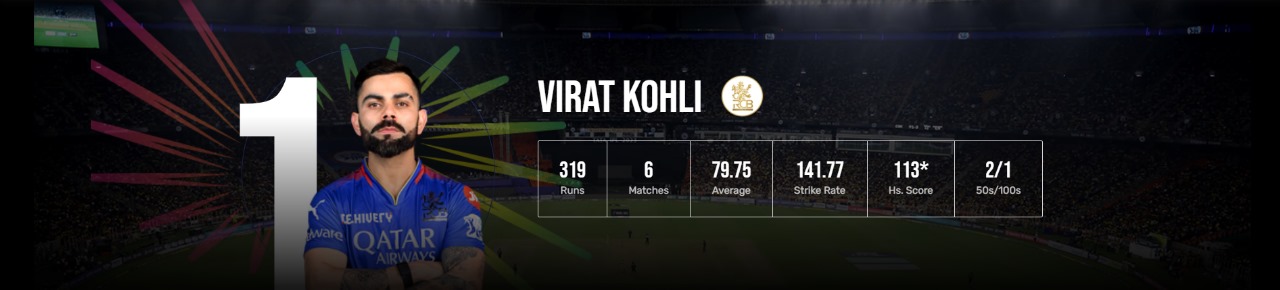 1
VIRAT KOHLI
RCB
319 6 79.75 141.77 113* 2/1
Runs Matches Average Strike Rate Hs. Score 50s/100s
QATAR
AIRWAYS